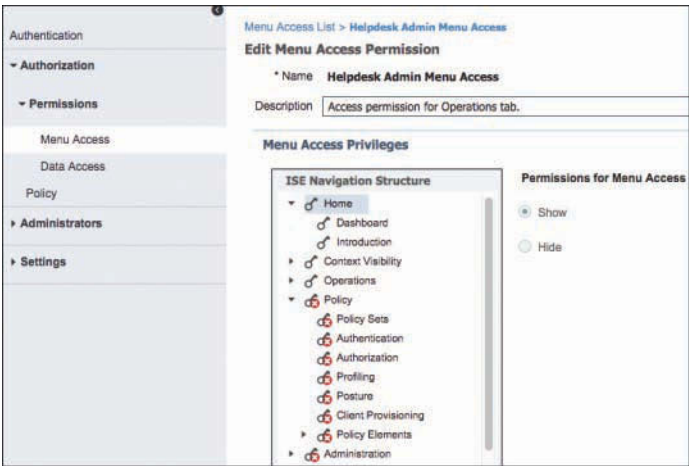 Authentication
Authorization
Permissions
Menu Access
Data Access
Policy
Administrators
Settings
Menu Access List > Helpdesk Admin Menu Access
Edit Menu Access Permission
* Name Helpdesk Admin Menu Access
Description Access permission for Operations tab.
Menu Access Privileges
ISE Navigation Structure
Home
Dashboard
Introduction
Context Visibility
Operations
Policy
Policy Sets
Authentication
Authorization
Profiling
Posture
Client Provisioning
Policy Elements
Administration
Permissions for Menu Access
Show
Hide